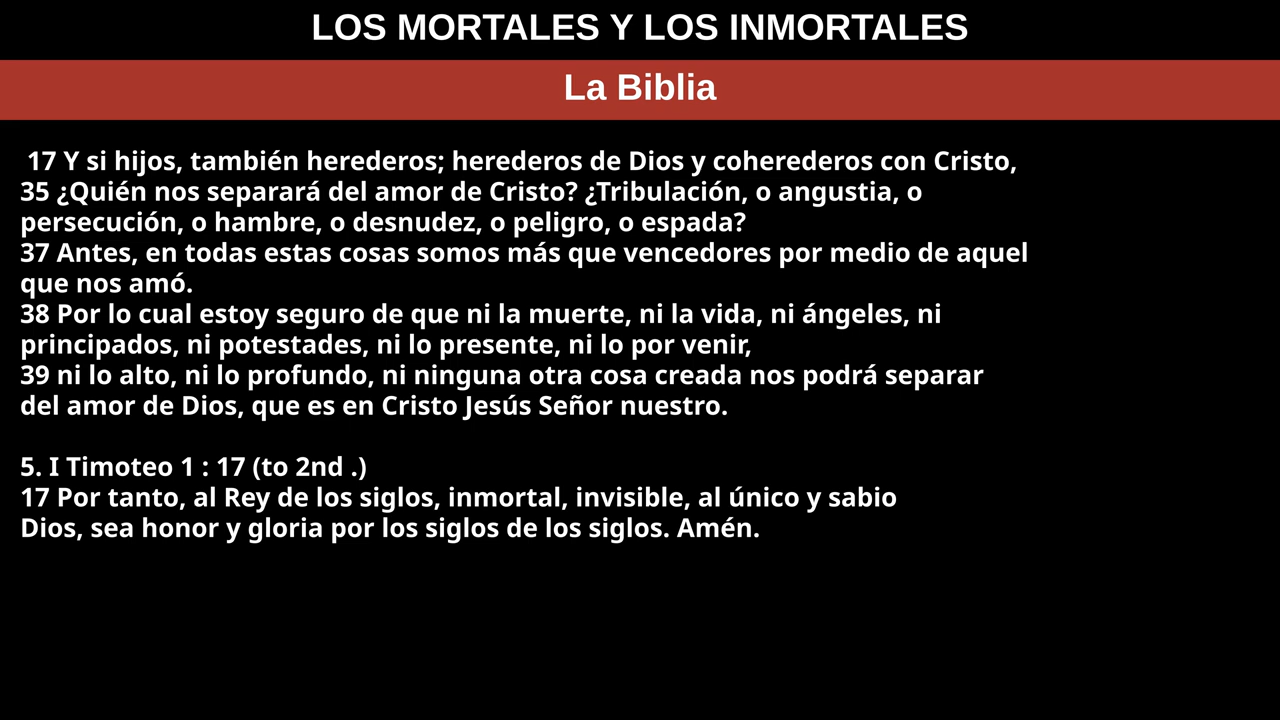 LOS MORTALES Y LOS INMORTALES
La Biblia
17 Y si hijos, también herederos; herederos de Dios y coherederos con Cristo,
35 ¿Quién nos separará del amor de Cristo? ¿Tribulación, o angustia, o
persecución, o hambre, o desnudez, o peligro, o espada?
37 Antes, en todas estas cosas somos más que vencedores por medio de aquel
que nos amó.
38 Por lo cual estoy seguro de que ni la muerte, ni la vida, ni ángeles, ni
principados, ni potestades, ni lo presente, ni lo por venir,
39 ni lo alto, ni lo profundo, ni ninguna otra cosa creada nos podrá separar
del amor de Dios, que es en Cristo Jesús Señor nuestro.
5. I Timoteo 1 : 17 (to 2nd .)
17 Por tanto, al Rey de los siglos, inmortal, invisible, al único y sabio
Dios, sea honor y gloria por los siglos de los siglos. Amén.